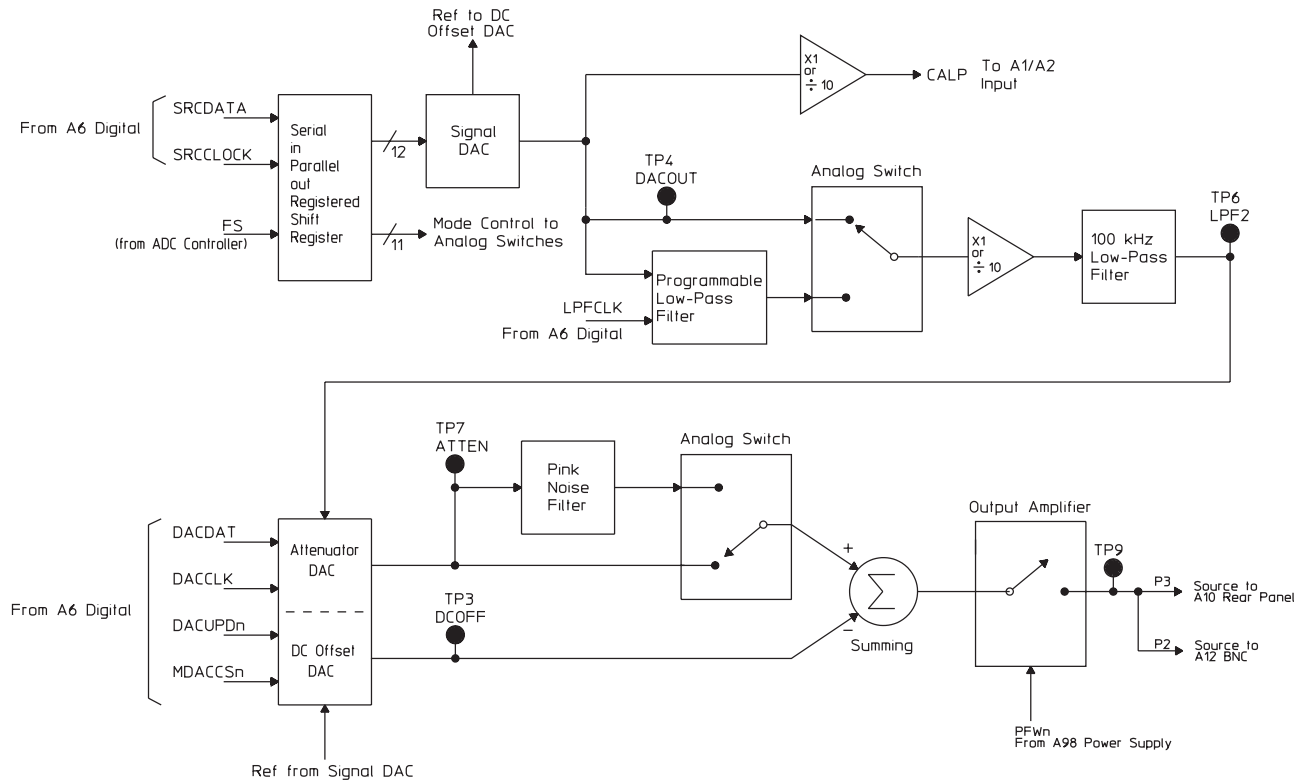 Ref to DC
Offset DAC
X1
or
÷ 10
CALP
To A1/A2
Input
From A6 Digital
SRCDATA
SRCCLOCK
FS
(from ADC Controller)
Serial
in
Parallel
out
Registered
Shift
Register
12
11
Signal
DAC
Mode Control to
Analog Switches
TP4
DACOUT
Analog Switch
Programmable
Low-Pass
Filter
LPFCLK
From A6 Digital
X1
or
÷ 10
100 kHz
Low-Pass
Filter
TP6
LPF2
TP7
ATTEN
Pink
Noise
Filter
Analog Switch
From A6 Digital
DACDAT
DACCLK
DACUPDn
MDACCSn
Attenuator
DAC
DC Offset
DAC
TP3
DCOFF
+
−
Σ
Summing
Output Amplifier
TP9
P3
Source to
A10 Rear Panel
P2
Source to
A12 BNC
PFWn
From A98 Power Supply
Ref from Signal DAC